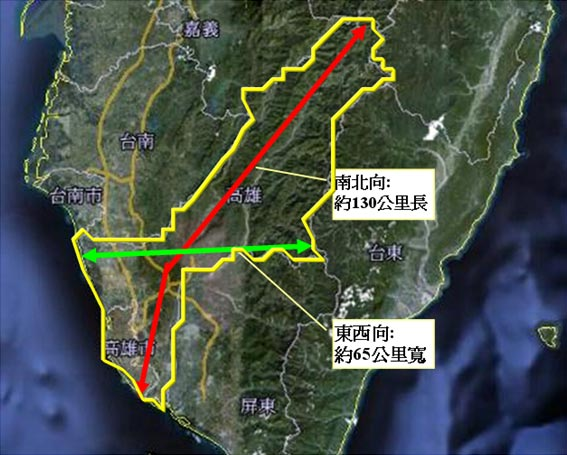 嘉義
台南
台南市
高雄
南北向:
約130公里長
台東
東西向:
約65公里寬
高雄市
屏東